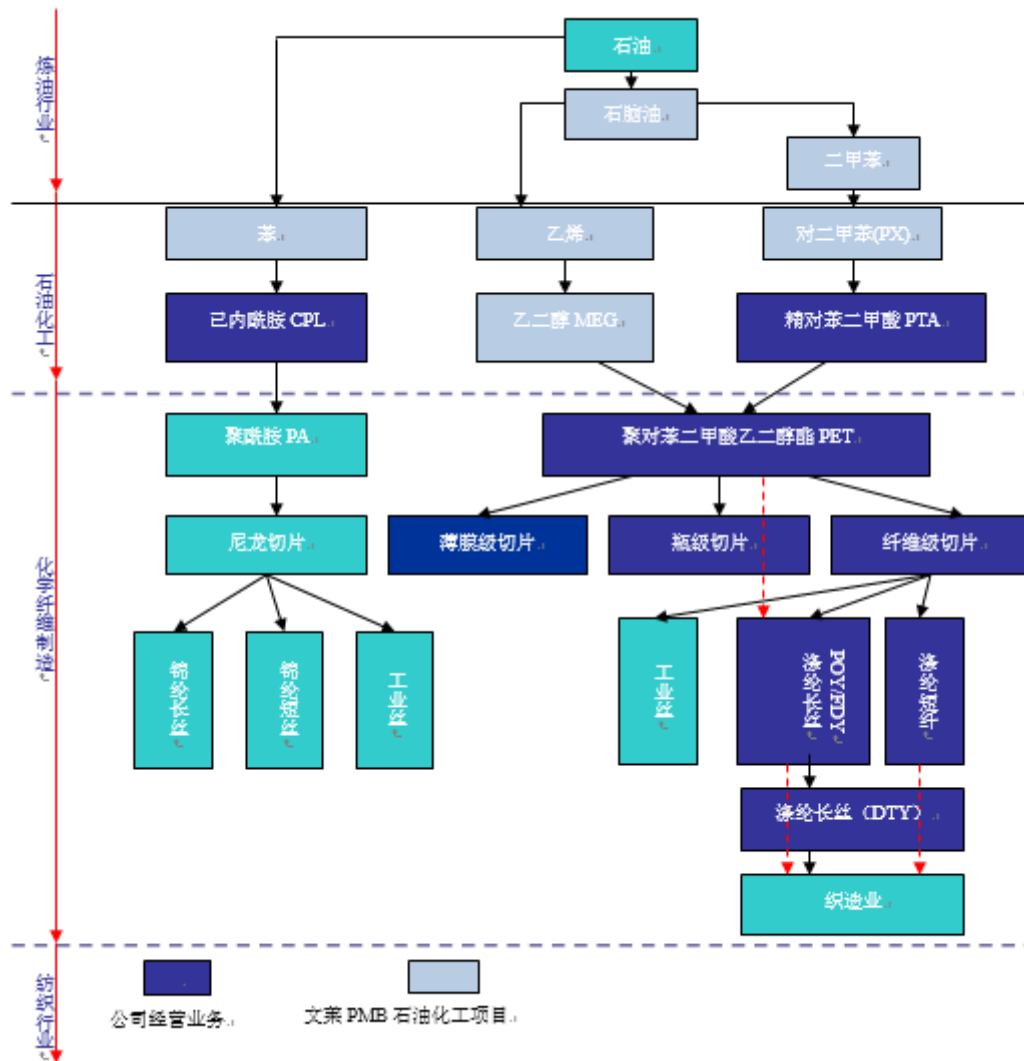 炼油行业
石油
石脑油
二甲苯
石油化工
苯
乙烯
对二甲苯(PX)
己内酰胺 CPL
乙二醇 MEG
精对苯二甲酸 PTA
化学纤维制造
聚酰胺 PA
聚对苯二甲酸乙二醇酯 PET
尼龙切片
薄膜级切片
瓶级切片
纤维级切片
锦纶长丝
锦纶短丝
工业丝
工业丝
涤纶长丝
POY/FDY
涤纶短纤
涤纶长丝（DTY）
织造业
纺织行业
公司经营业务
文莱 PMB 石油化工项目